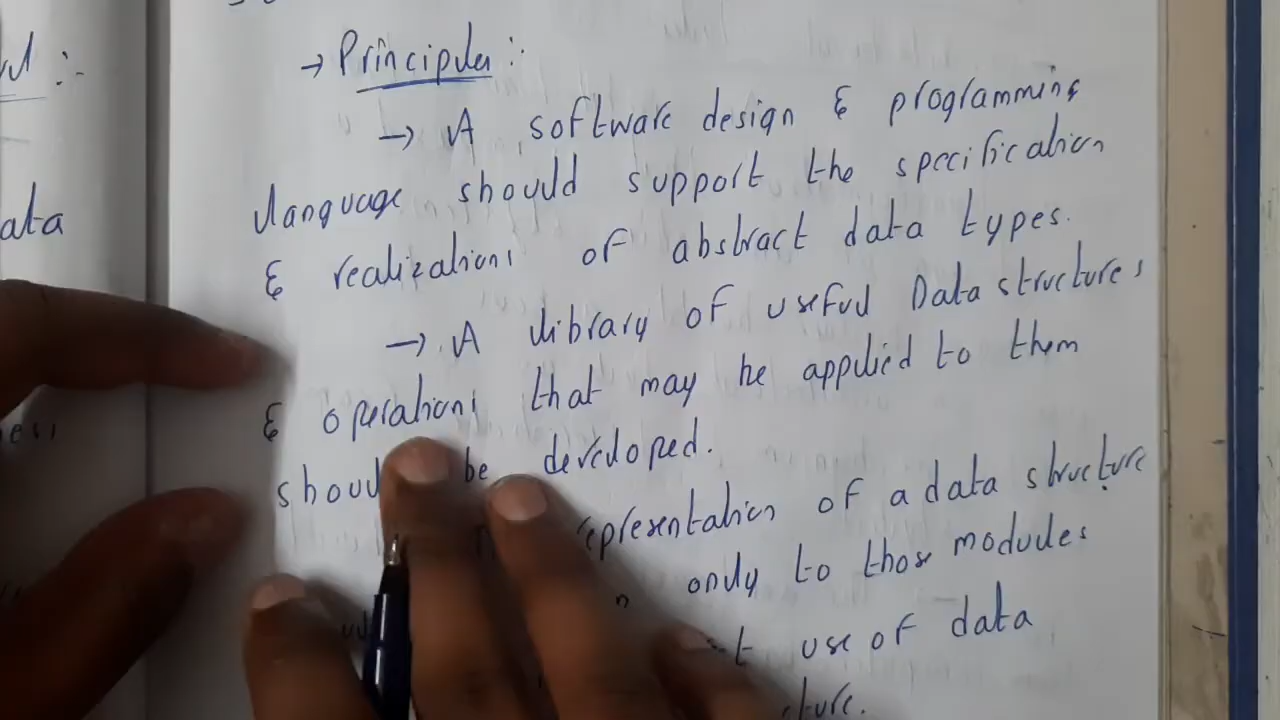 → Principles :-
→ A software design & programming
language should support the specification
& realizations of abstract data types.
→ A library of useful Data structures
& operations that may be applied to them
should be developed.
representation of a data structure
only to those modules
use of data
ata